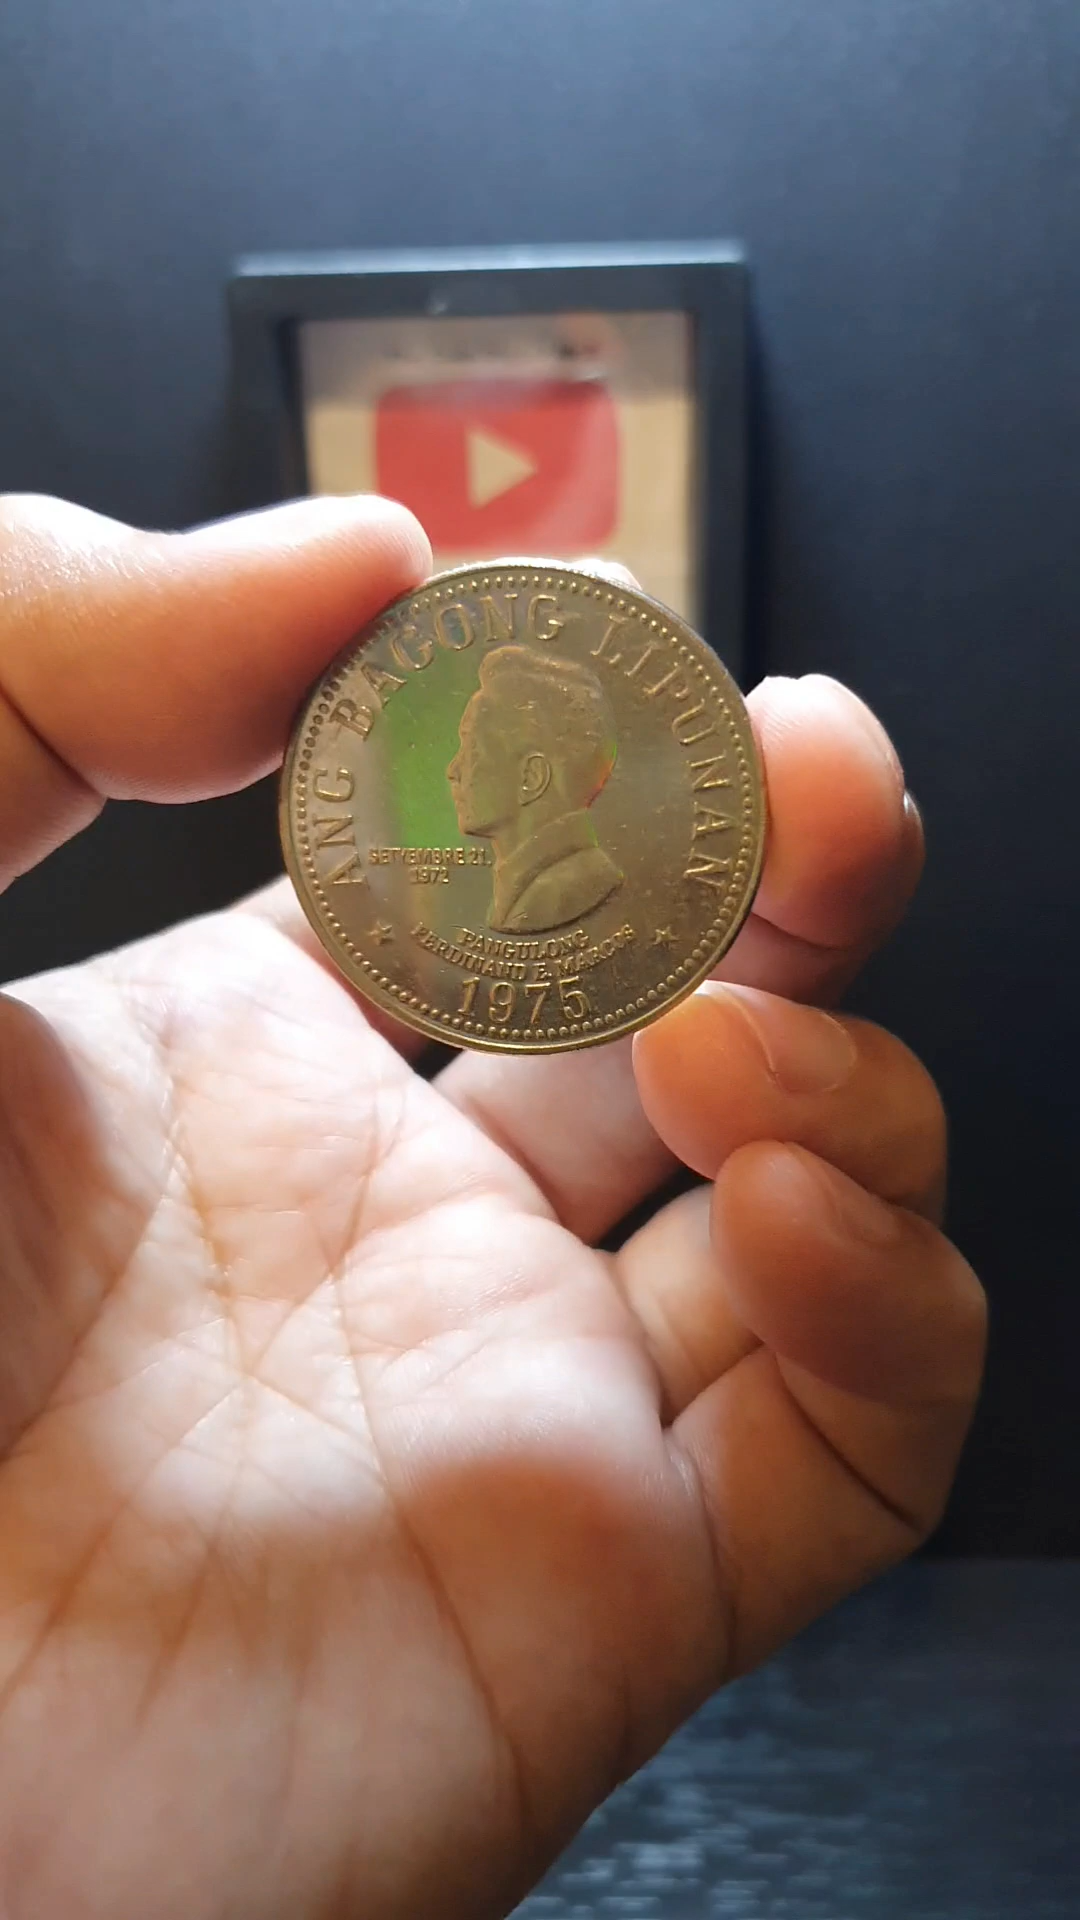 ANG BAGONG LIPUNAN
SETYEMBRE 21,
1972
PANGULONG
FERDINAND E. MARCOS
1975